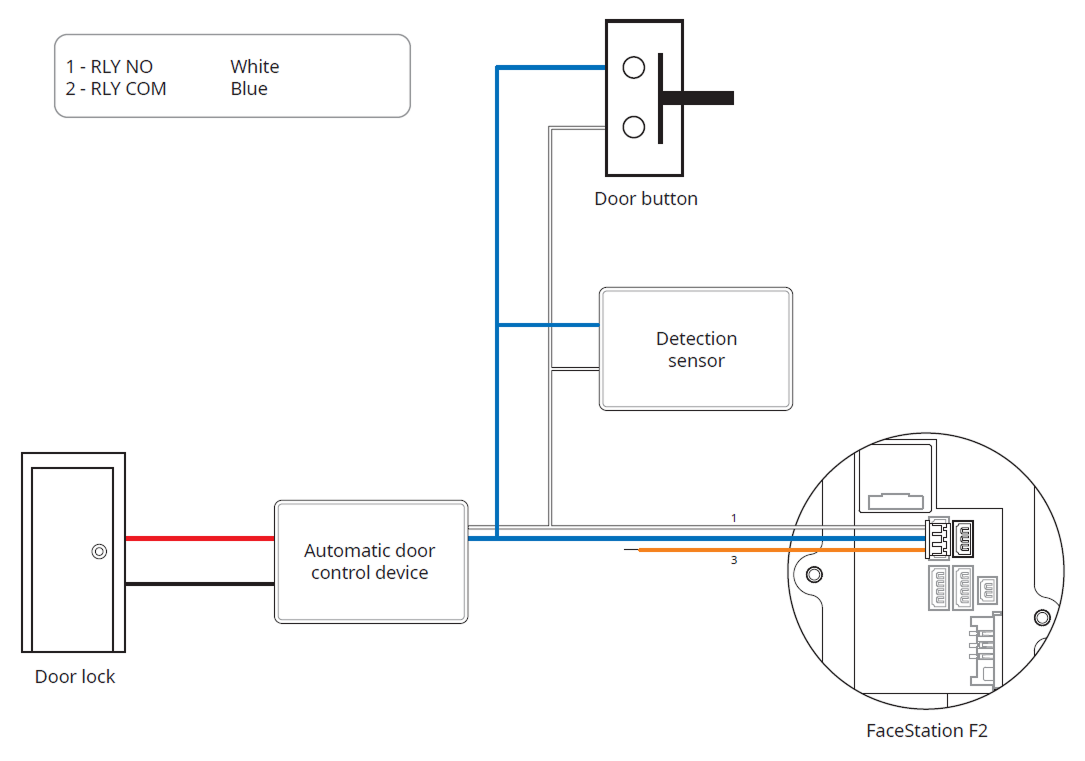 1 - RLY NO White
2 - RLY COM Blue
Door button
Detection
sensor
1
3
Automatic door
control device
Door lock
FaceStation F2